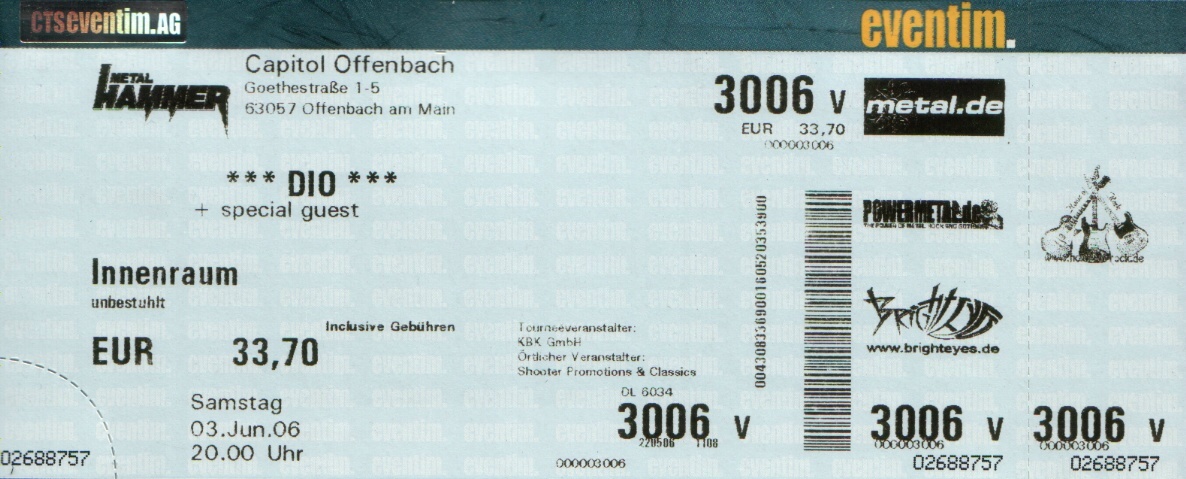 CTSeventim.AG
eventim.
METAL HAMMER
Capitol Offenbach
Goethestraße 1-5
63057 Offenbach am Main
3006 V
EUR 33,70
000003006
metal.de
*** DIO ***
+ special guest
POWERMETAL.de
Innenraum
unbestuhlt
Inclusive Gebühren
EUR 33,70
Tourneeveranstalter:
KBK GmbH
Örtlicher Veranstalter:
Shooter Promotions & Classics
BrightEyes
www.brighteyes.de
Samstag
03.Jun.06
20.00 Uhr
DL 6034
3006 V
220506 1108
000003006
3006 V
000003006
02688757
3006 V
000003006
02688757
02688757